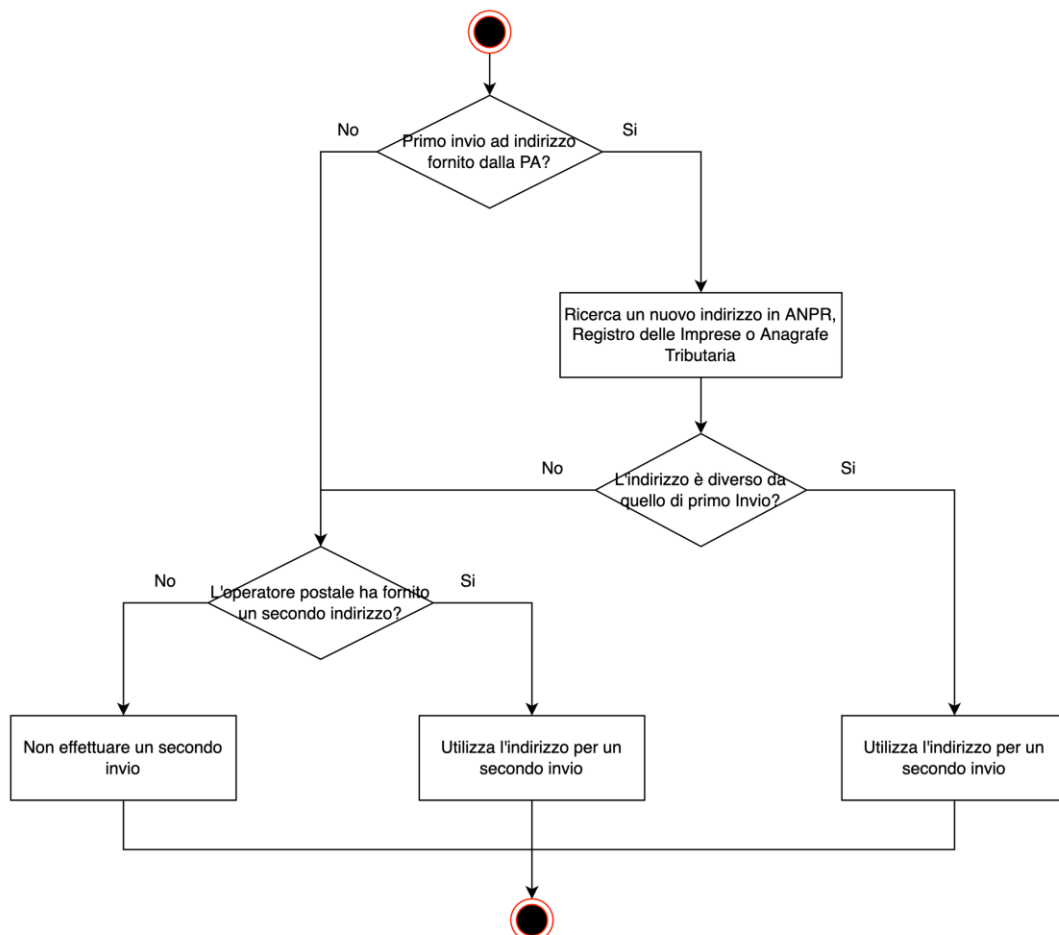 No
Si
Primo invio ad indirizzo
fornito dalla PA?
Ricerca un nuovo indirizzo in ANPR,
Registro delle Imprese o Anagrafe
Tributaria
No
Si
L'indirizzo è diverso da
quello di primo Invio?
No
Si
L'operatore postale ha fornito
un secondo indirizzo?
Non effettuare un secondo
invio
Utilizza l'indirizzo per un
secondo invio
Utilizza l'indirizzo per un
secondo invio